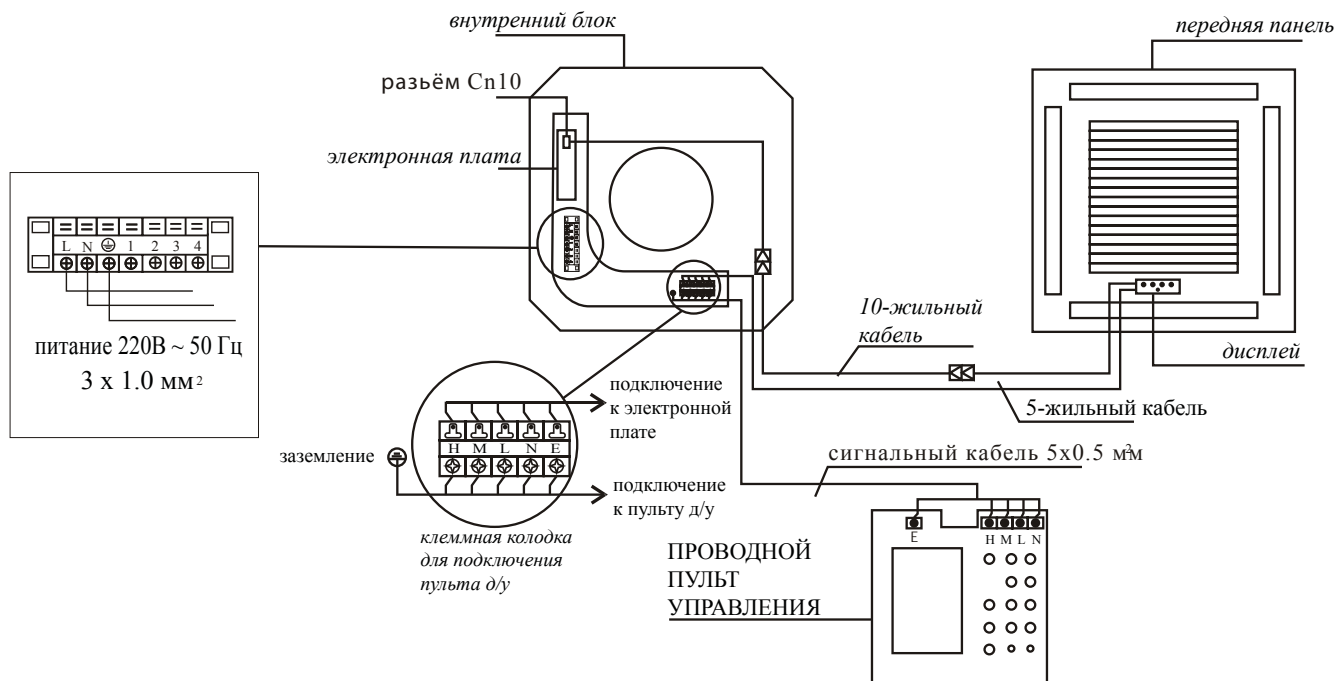 внутренний блок
передняя панель
разьём Cn10
электронная плата
L N 1 2 3 4
питание 220В ~ 50 Гц
3 x 1.0 мм²
10-жильный
кабель
дисплей
5-жильный кабель
подключение
к электронной
плате
H M L N E
заземление
подключение
к пульту д/у
клеммная колодка
для подключения
пульта д/у
сигнальный кабель 5x0.5 м²м
E H M L N
ПРОВОДНОЙ
ПУЛЬТ
УПРАВЛЕНИЯ